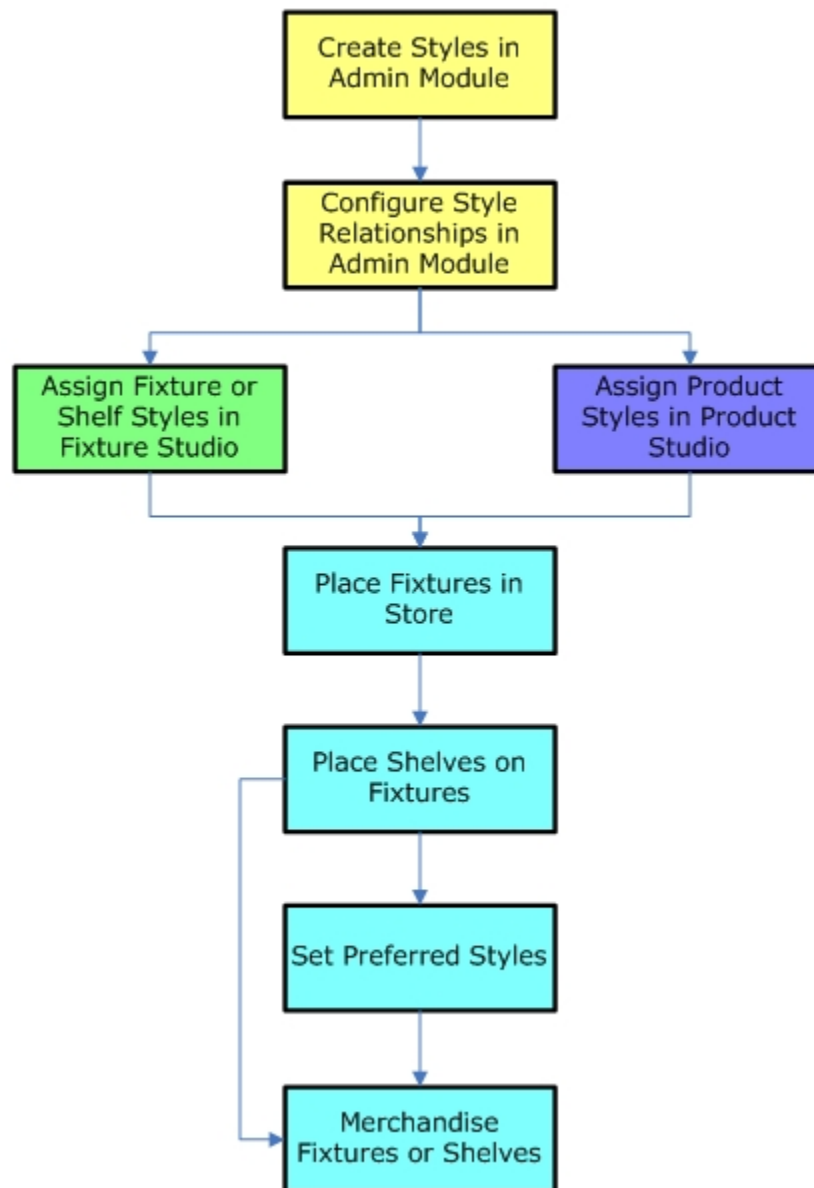 Create Styles in
Admin Module
Configure Style
Relationships in
Admin Module
Assign Fixture or
Shelf Styles in
Fixture Studio
Assign Product
Styles in Product
Studio
Place Fixtures in
Store
Place Shelves on
Fixtures
Set Preferred Styles
Merchandise
Fixtures or Shelves